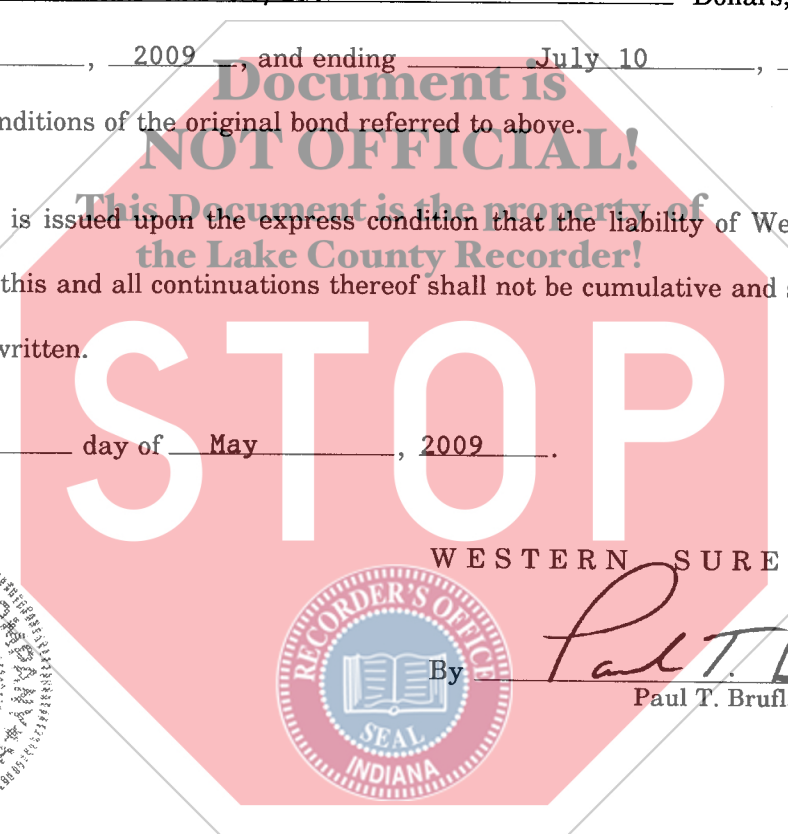 Dollars,
, 2009 , and ending July 10 ,
Document is
nditions of the original bond referred to above.
NOT OFFICIAL!
This Document is the property of
is issued upon the express condition that the liability of We
the Lake County Recorder!
this and all continuations thereof shall not be cumulative and
written.
STOP
day of May , 2009 .
WESTERN SURE
RECORDER'S OFFICE
SEAL
INDIANA
By Paul T.
Paul T. Brufl